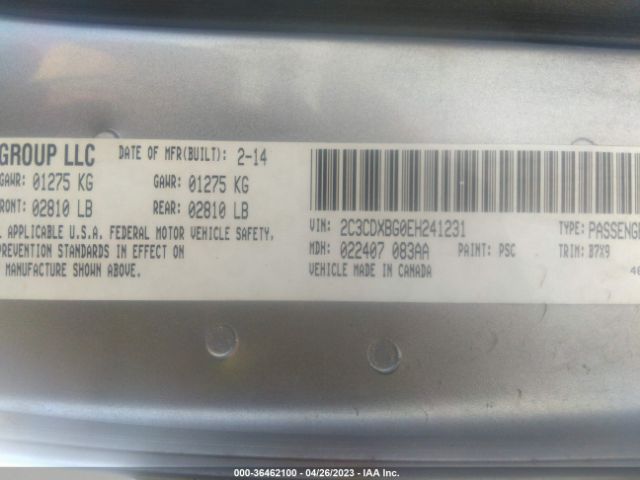 GROUP LLC DATE OF MFR(BUILT): 2-14
GAWR: 01275 KG GAWR: 01275 KG
FRONT: 02810 LB REAR: 02810 LB
APPLICABLE U.S.A. FEDERAL MOTOR VEHICLE SAFETY,
PREVENTION STANDARDS IN EFFECT ON
MANUFACTURE SHOWN ABOVE.
VIN: 2C3CDXBG0EH241231 TYPE: PASSENGE
MDH: 022407 083AA PAINT: PSC TRIM: B7X9
VEHICLE MADE IN CANADA
000-36462100 - 04/26/2023 - IAA Inc.